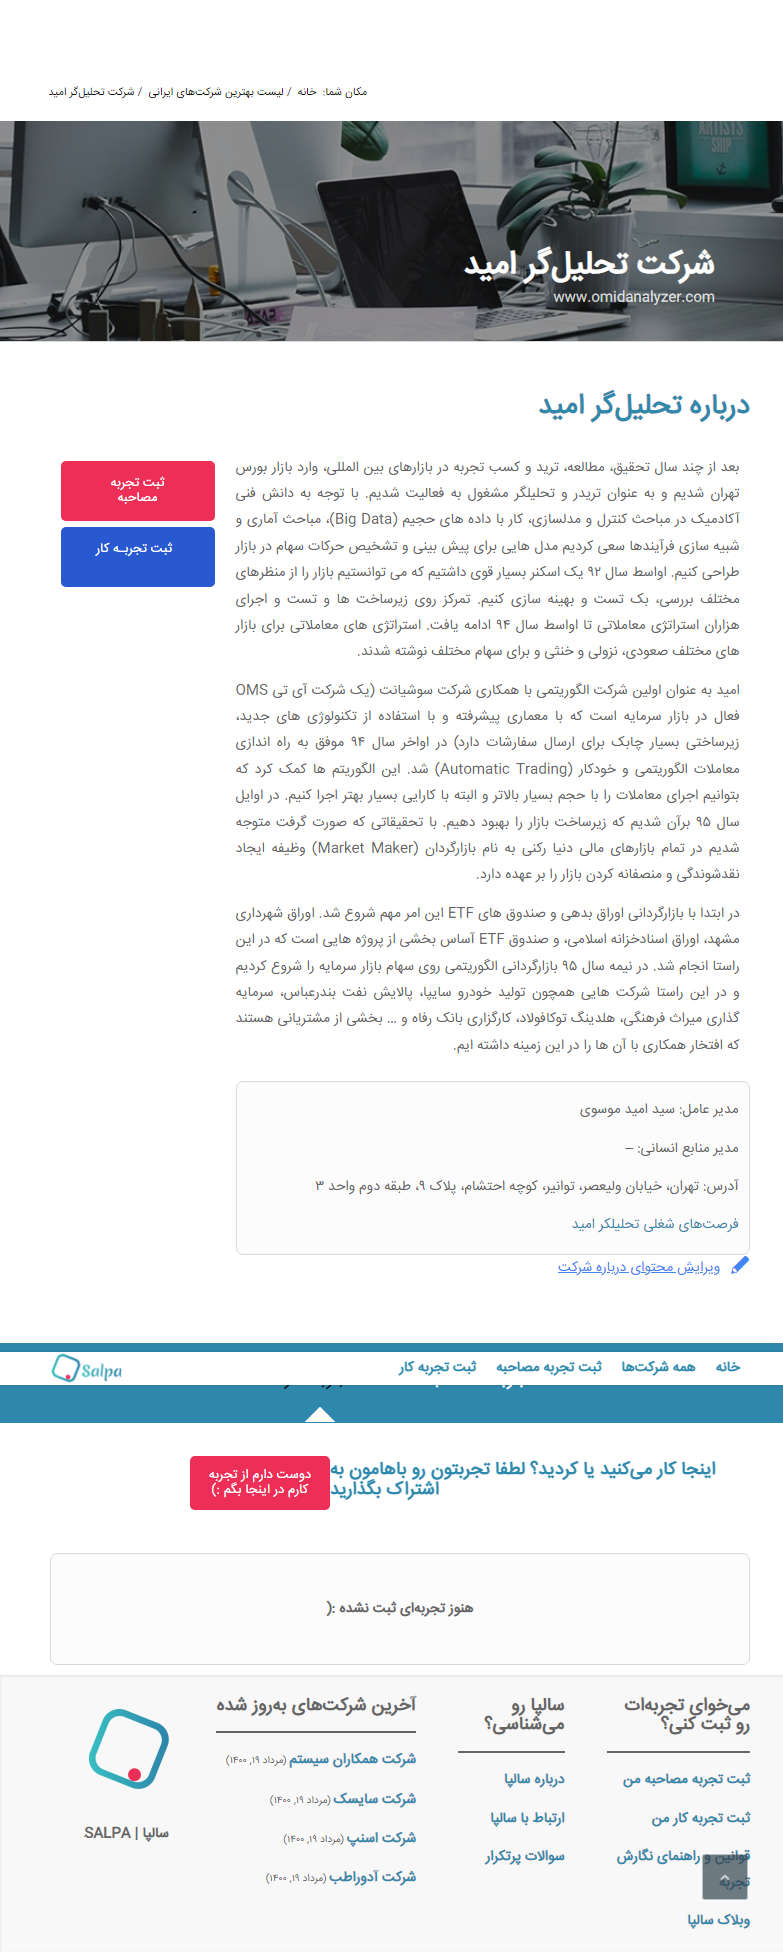 مکان شما: خانه / لیست بهترین شرکت‌های ایرانی / شرکت تحلیل‌گر امید
ARTISTS
SHIP
شرکت تحلیل‌گر امید
www.omidanalyzer.com
درباره تحلیل‌گر امید
بعد از چند سال تحقیق، مطالعه، ترید و کسب تجربه در بازارهای بین المللی، وارد بازار بورس
تهران شدیم و به عنوان تریدر و تحلیلگر مشغول به فعالیت شدیم. با توجه به دانش فنی
آکادمیک در مباحث کنترل و مدلسازی، کار با داده های حجیم (Big Data)، مباحث آماری و
شبیه سازی فرآیندها سعی کردیم مدل هایی برای پیش بینی و تشخیص حرکات سهام در بازار
طراحی کنیم. اواسط سال ۹۲ یک اسکنر بسیار قوی داشتیم که می توانستیم بازار را از منظرهای
مختلف بررسی، بک تست و بهینه سازی کنیم. تمرکز روی زیرساخت ها و تست و اجرای
هزاران استراتژی معاملاتی تا اواسط سال ۹۴ ادامه یافت. استراتژی های معاملاتی برای بازار
های مختلف صعودی، نزولی و خنثی و برای سهام مختلف نوشته شدند.
امید به عنوان اولین شرکت الگوریتمی با همکاری شرکت سوشیانت (یک شرکت آی تی OMS
فعال در بازار سرمایه است که با معماری پیشرفته و با استفاده از تکنولوژی های جدید،
زیرساختی بسیار چابک برای ارسال سفارشات دارد) در اواخر سال ۹۴ موفق به راه اندازی
معاملات الگوریتمی و خودکار (Automatic Trading) شد. این الگوریتم ها کمک کرد که
بتوانیم اجرای معاملات را با حجم بسیار بالاتر و البته با کارایی بسیار بهتر اجرا کنیم. در اوایل
سال ۹۵ برآن شدیم که زیرساخت بازار را بهبود دهیم. با تحقیقاتی که صورت گرفت متوجه
شدیم در تمام بازارهای مالی دنیا رکنی به نام بازارگردان (Market Maker) وظیفه ایجاد
نقدشوندگی و منصفانه کردن بازار را بر عهده دارد.
در ابتدا با بازارگردانی اوراق بدهی و صندوق های ETF این امر مهم شروع شد. اوراق شهرداری
مشهد، اوراق اسنادخزانه اسلامی، و صندوق ETF آساس بخشی از پروژه هایی است که در این
راستا انجام شد. در نیمه سال ۹۵ بازارگردانی الگوریتمی روی سهام بازار سرمایه را شروع کردیم
و در این راستا شرکت هایی همچون تولید خودرو سایپا، پالایش نفت بندرعباس، سرمایه
گذاری میراث فرهنگی، هلدینگ توکافولاد، کارگزاری بانک رفاه و … بخشی از مشتریانی هستند
که افتخار همکاری با آن ها را در این زمینه داشته ایم.
ثبت تجربه
مصاحبه
ثبت تجربـه کار
مدیر عامل: سید امید موسوی
مدیر منابع انسانی: –
آدرس: تهران، خیابان ولیعصر، توانیر، کوچه احتشام، پلاک ۹، طبقه دوم واحد ۳
فرصت‌های شغلی تحلیلکر امید
ویرایش محتوای درباره شرکت
خانه همه شرکت‌ها ثبت تجربه مصاحبه ثبت تجربه کار Salpa
اینجا کار می‌کنید یا کردید؟ لطفا تجربتون رو باهامون به
اشتراک بگذارید
دوست دارم از تجربه
کارم در اینجا بگم :)
هنوز تجربه‌ای ثبت نشده :(
می‌خوای تجربه‌ات
رو ثبت کنی؟
ثبت تجربه مصاحبه من
ثبت تجربه کار من
قوانین و راهنمای نگارش
تجربه
وبلاک سالپا
سالپا رو
می‌شناسی؟
درباره سالپا
ارتباط با سالپا
سوالات پرتکرار
آخرین شرکت‌های به‌روز شده
شرکت همکاران سیستم (مرداد ۱۹, ۱۴۰۰)
شرکت سایسک (مرداد ۱۹, ۱۴۰۰)
شرکت اسنپ (مرداد ۱۹, ۱۴۰۰)
شرکت آدوراطب (مرداد ۱۹, ۱۴۰۰)
سالپا | SALPA